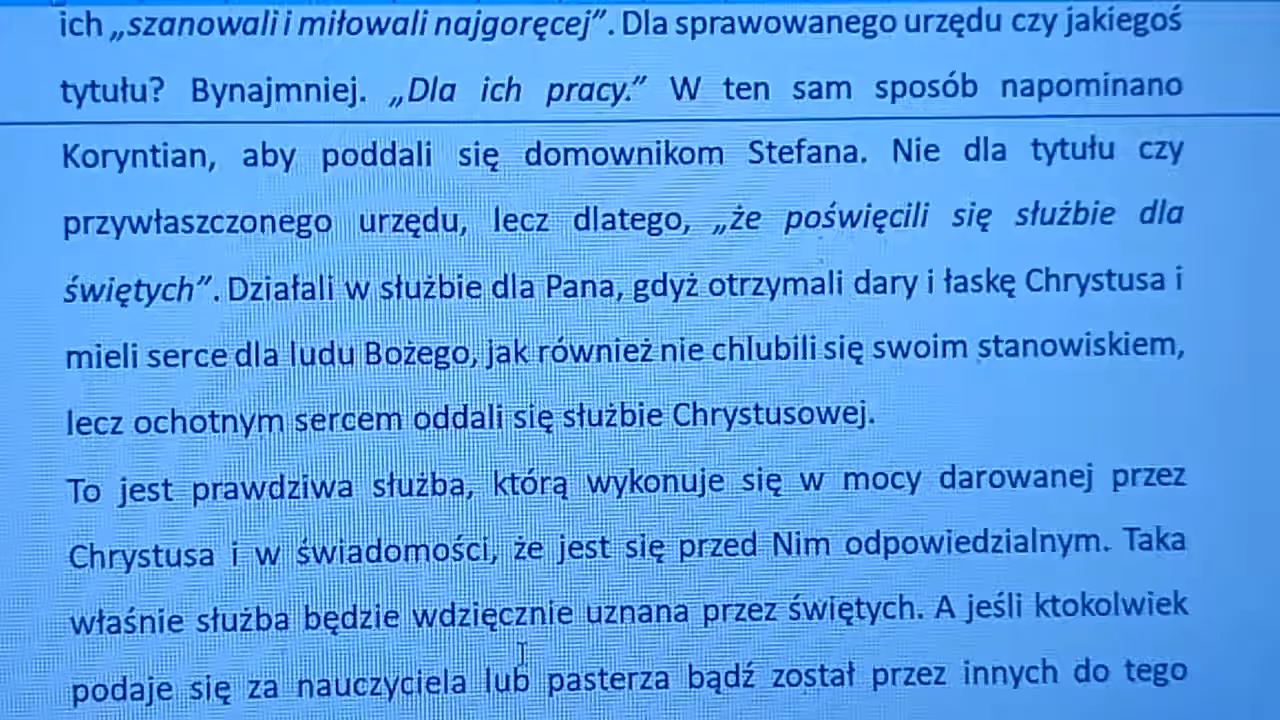 ich „szanowali i miłowali najgoręcej”. Dla sprawowanego urzędu czy jakiegoś
tytułu? Bynajmniej. „Dla ich pracy.” W ten sam sposób napominano
Koryntian, aby poddali się domownikom Stefana. Nie dla tytułu czy
przywłaszczonego urzędu, lecz dlatego, „że poświęcili się służbie dla
świętych”. Działali w służbie dla Pana, gdyż otrzymali dary i łaskę Chrystusa i
mieli serce dla ludu Bożego, jak również nie chlubili się swoim stanowiskiem,
lecz ochotnym sercem oddali się służbie Chrystusowej.
To jest prawdziwa służba, którą wykonuje się w mocy darowanej przez
Chrystusa i w świadomości, że jest się przed Nim odpowiedzialnym. Taka
właśnie służba będzie wdzięcznie uznana przez świętych. A jeśli ktokolwiek
podaje się za nauczyciela lub pasterza bądź został przez innych do tego